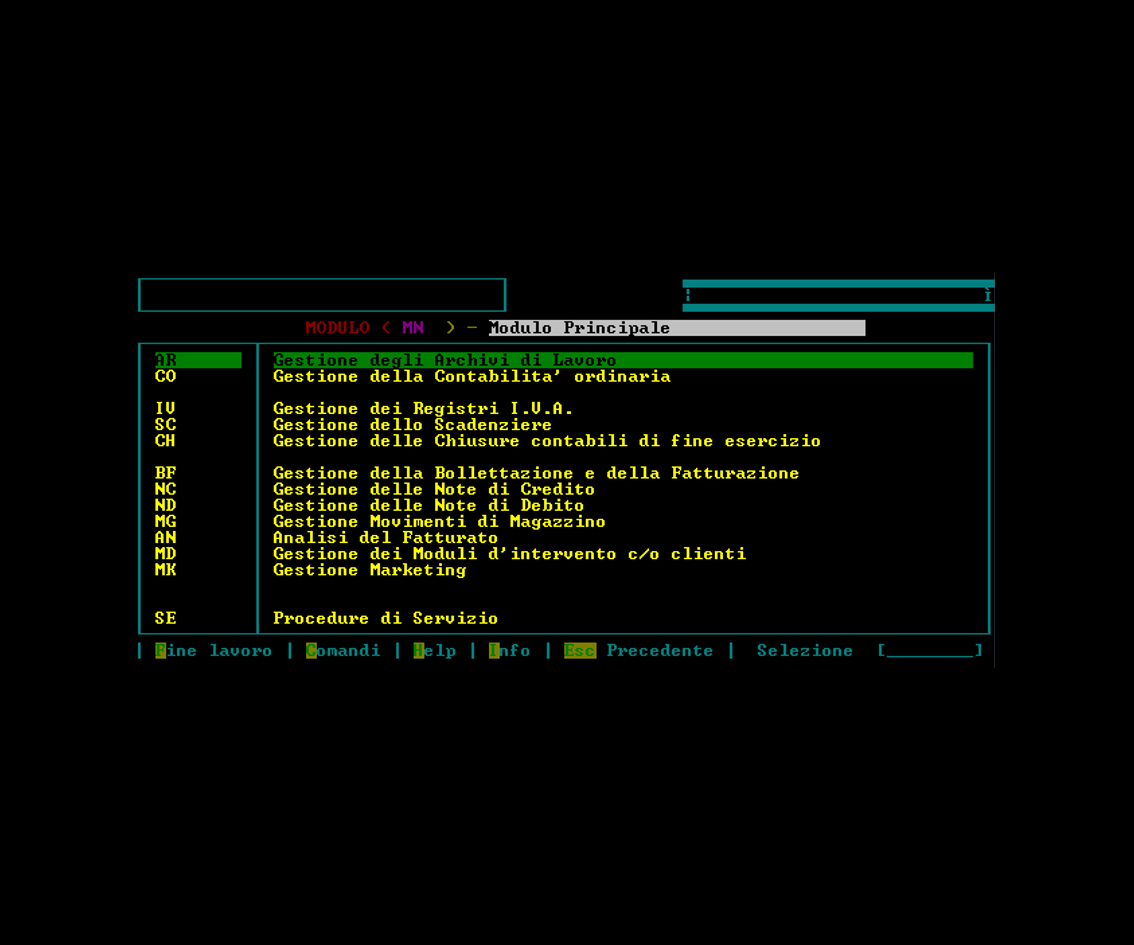 ¦ Ì
MODULO ( MN ) - Modulo Principale
AR Gestione degli Archivi di Lavoro
CO Gestione della Contabilita' ordinaria
IV Gestione dei Registri I.V.A.
SC Gestione dello Scadenziere
CH Gestione delle Chiusure contabili di fine esercizio
BF Gestione della Bollettazione e della Fatturazione
NC Gestione delle Note di Credito
ND Gestione delle Note di Debito
MG Gestione Movimenti di Magazzino
AN Analisi del Fatturato
MD Gestione dei Moduli d'intervento c/o clienti
MK Gestione Marketing
SE Procedure di Servizio
| Fine lavoro | Comandi | Help | Info | Esc Precedente | Selezione [________]